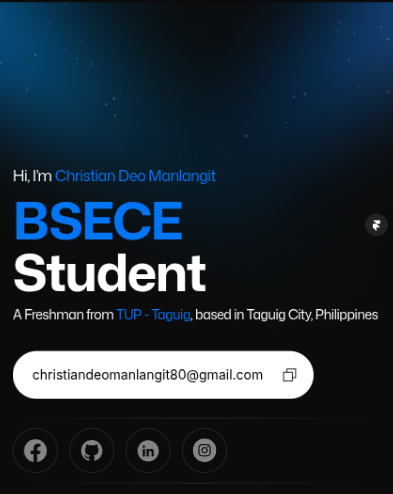 Hi, I'm Christian Deo Manlangit
BSECE
Student
A Freshman from TUP - Taguig, based in Taguig City, Philippines
christiandeomanlangit80@gmail.com